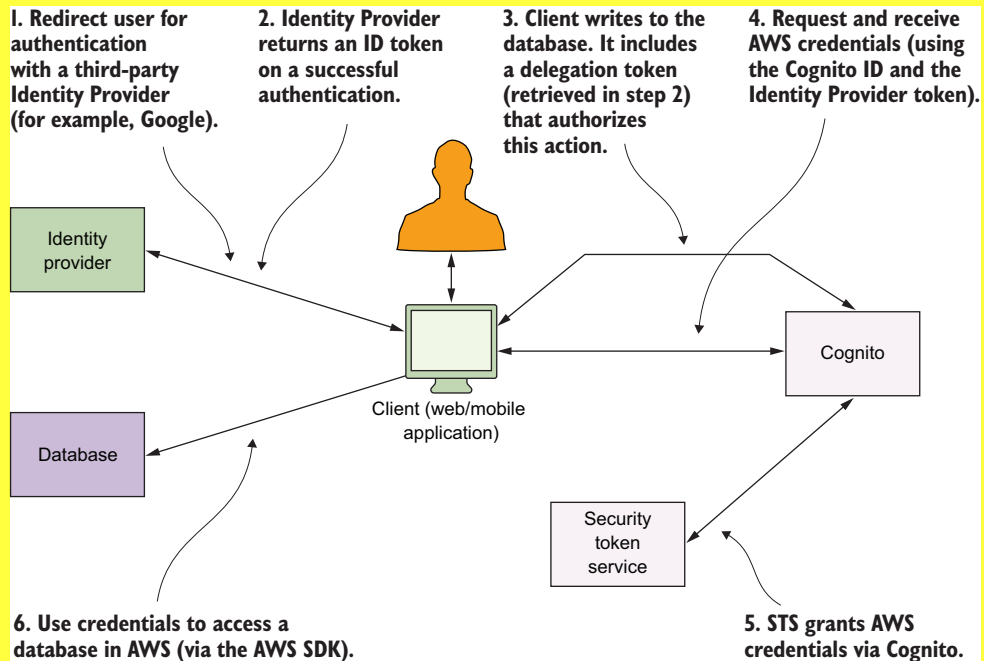 1. Redirect user for
authentication
with a third-party
Identity Provider
(for example, Google).
2. Identity Provider
returns an ID token
on a successful
authentication.
3. Client writes to the
database. It includes
a delegation token
(retrieved in step 2)
that authorizes
this action.
4. Request and receive
AWS credentials (using
the Cognito ID and the
Identity Provider token).
Identity
provider
Cognito
Client (web/mobile
application)
Database
Security
token
service
6. Use credentials to access a
database in AWS (via the AWS SDK).
5. STS grants AWS
credentials via Cognito.